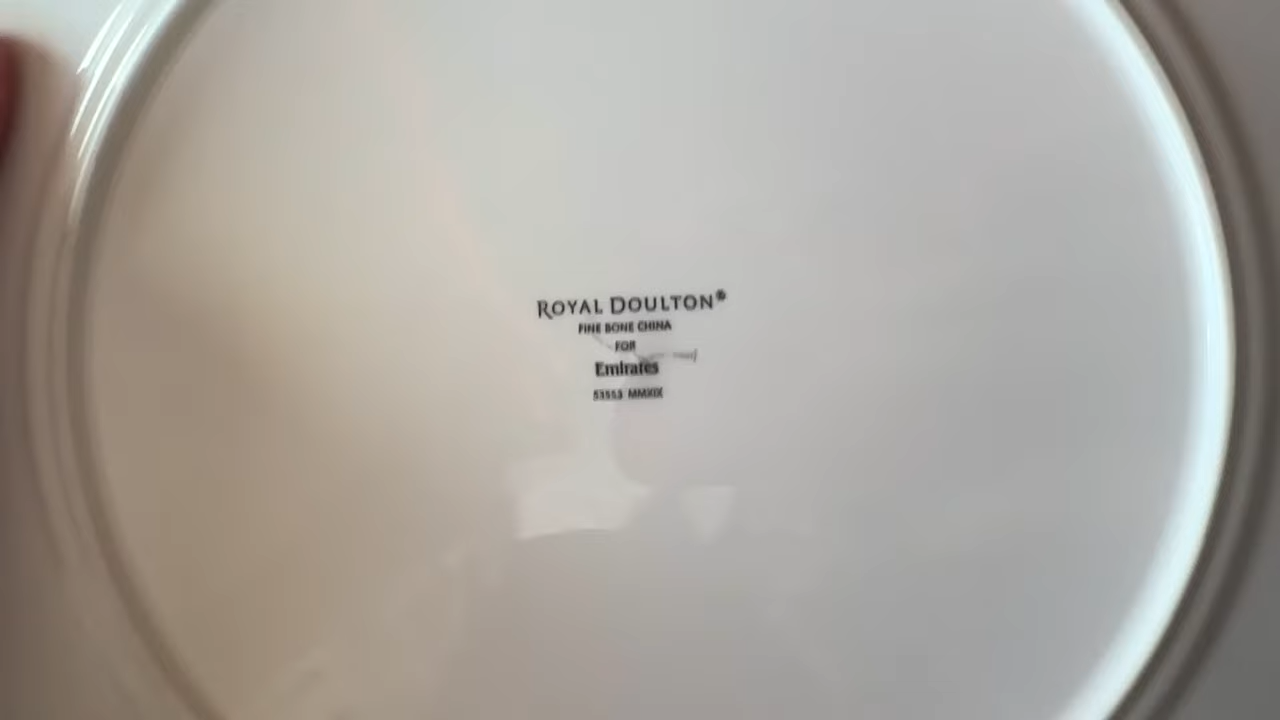 ROYAL DOULTON®
FINE BONE CHINA
FOR
Emirates
53553 MMXIX